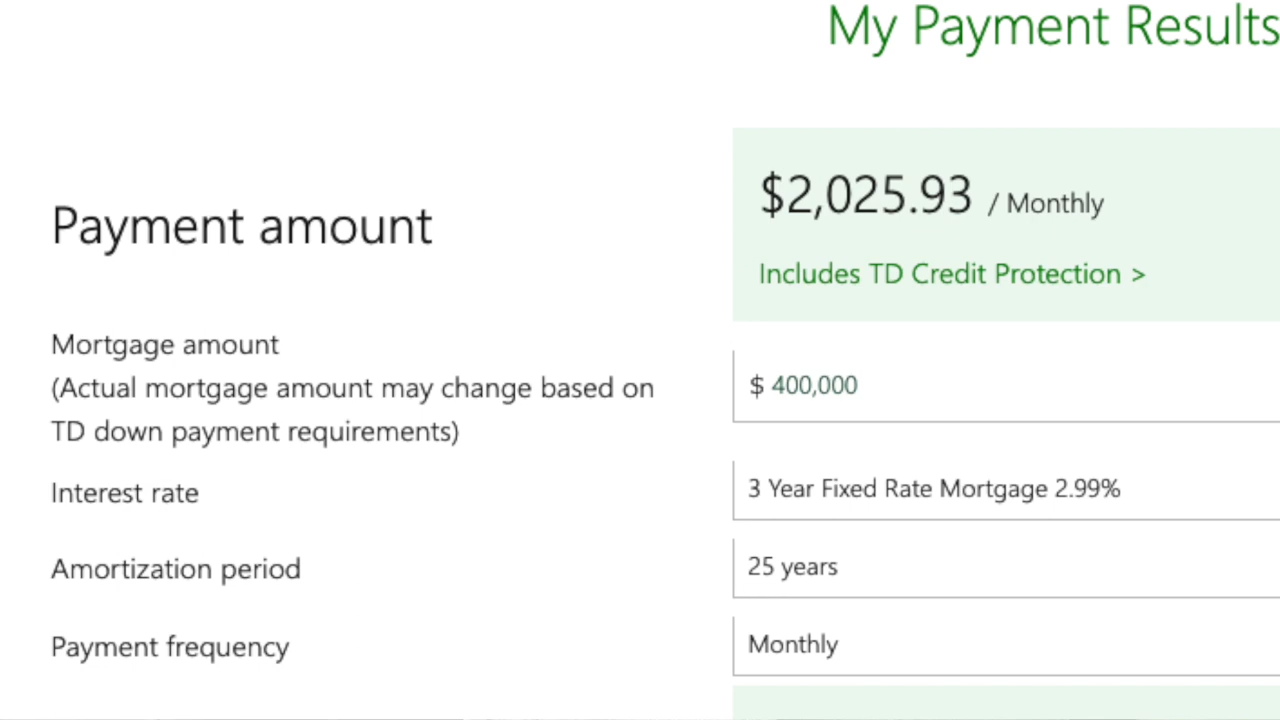 My Payment Results
Payment amount
$2,025.93 / Monthly
Includes TD Credit Protection >
Mortgage amount
(Actual mortgage amount may change based on
TD down payment requirements)
$ 400,000
Interest rate
3 Year Fixed Rate Mortgage 2.99%
Amortization period
25 years
Payment frequency
Monthly